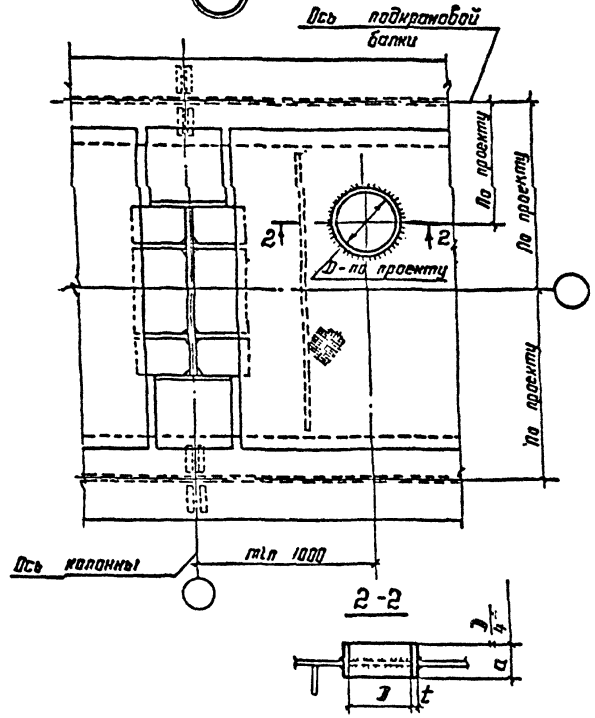 Ось подкрановой
балки
По проекту
По проекту
2
2
D-по проекту
По проекту
Ось колонны
min 1000
2-2
D/4
a
D
t